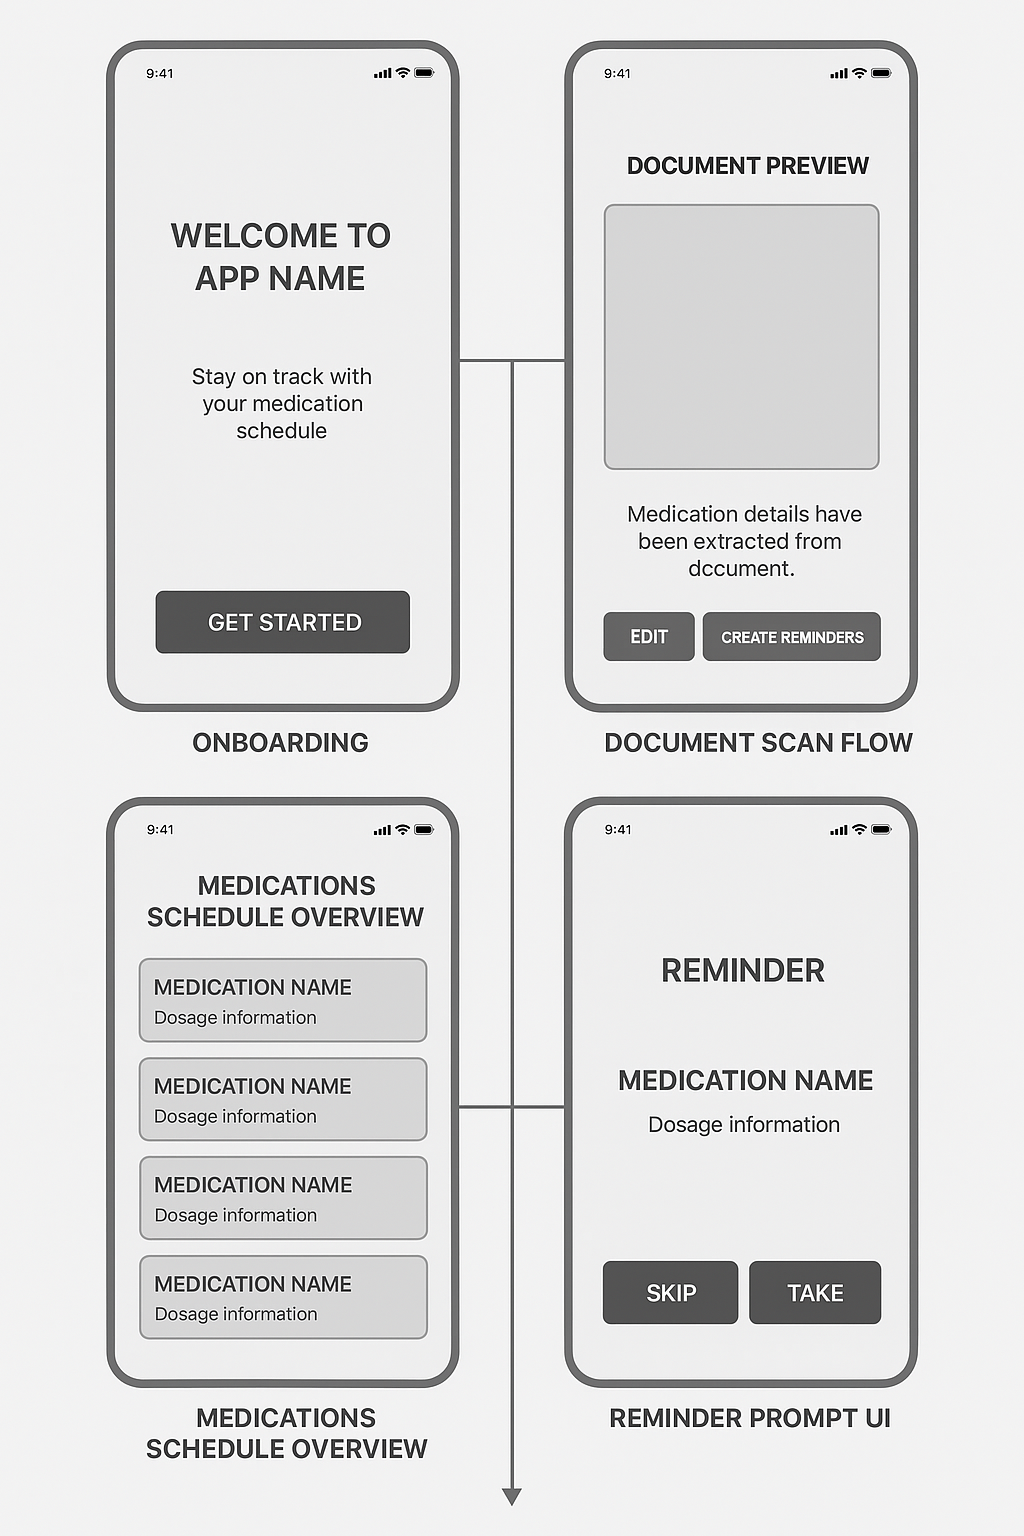 9:41
WELCOME TO
APP NAME
Stay on track with
your medication
schedule
GET STARTED
ONBOARDING
9:41
DOCUMENT PREVIEW
Medication details have
been extracted from
dccument.
EDIT
CREATE REMINDERS
DOCUMENT SCAN FLOW
9:41
MEDICATIONS
SCHEDULE OVERVIEW
MEDICATION NAME
Dosage information
MEDICATION NAME
Dosage information
MEDICATION NAME
Dosage information
MEDICATION NAME
Dosage information
MEDICATIONS
SCHEDULE OVERVIEW
9:41
REMINDER
MEDICATION NAME
Dosage information
SKIP
TAKE
REMINDER PROMPT UI